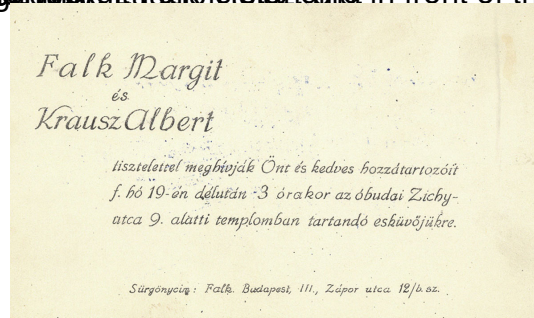 Falk Margit
és
Krausz Albert
tisztelettel meghívják Önt és kedves hozzátartozóit
f. hó 19-én délután 3 órakor az óbudai Zichy-
utca 9. alatti templomban tartandó esküvőjükre.
Sürgönycim: Falk. Budapest, III., Zápor utca 12/b. sz.